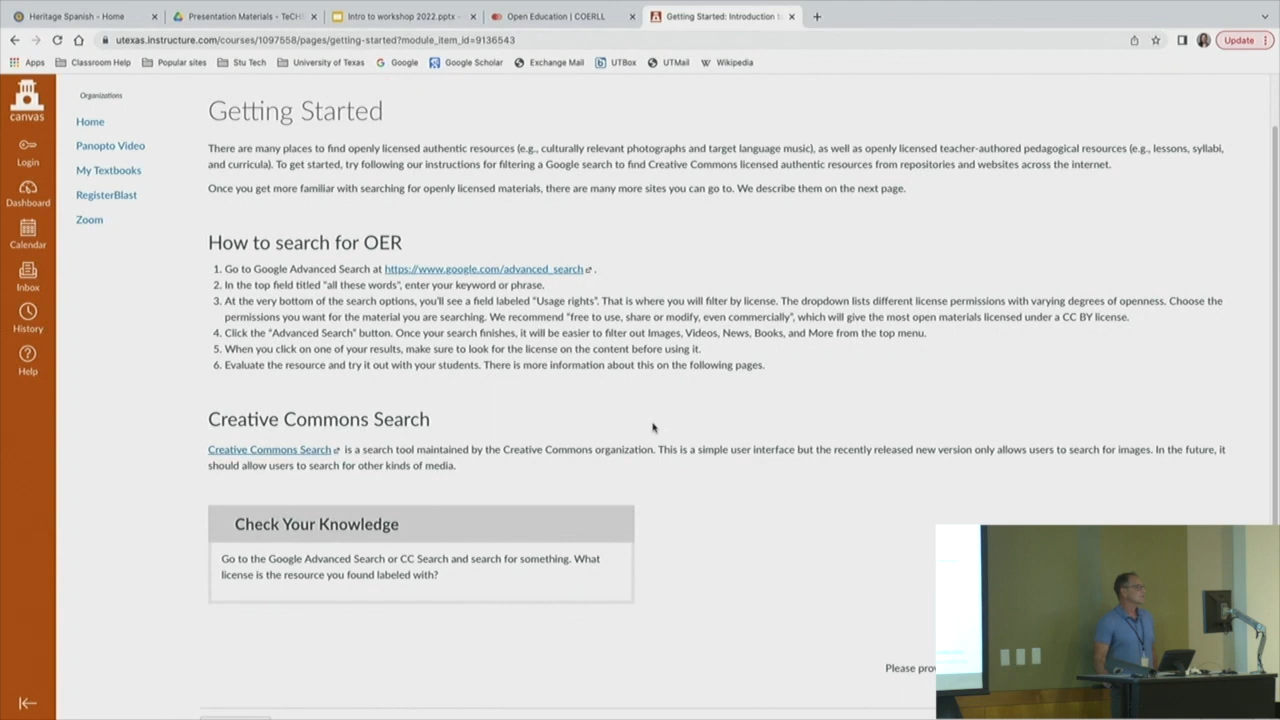 Heritage Spanish - Home
Presentation Materials - TeCH
Intro to workshop 2022.pptx -
Open Education | COERLL
Getting Started: Introduction to
utexas.instructure.com/courses/1097558/pages/getting-started?module_item_id=9136543
Update
Apps
Classroom Help
Popular sites
Stu Tech
University of Texas
Google
Google Scholar
Exchange Mail
UTBox
UTMail
Wikipedia
canvas
Login
Dashboard
Calendar
Inbox
History
Help
Organizations
Home
Panopto Video
My Textbooks
RegisterBlast
Zoom
Getting Started
There are many places to find openly licensed authentic resources (e.g., culturally relevant photographs and target language music), as well as openly licensed teacher-authored pedagogical resources (e.g., lessons, syllabi,
and curricula). To get started, try following our instructions for filtering a Google search to find Creative Commons licensed authentic resources from repositories and websites across the internet.
Once you get more familiar with searching for openly licensed materials, there are many more sites you can go to. We describe them on the next page.
How to search for OER
1. Go to Google Advanced Search at https://www.google.com/advanced_search .
2. In the top field titled "all these words", enter your keyword or phrase.
3. At the very bottom of the search options, you'll see a field labeled "Usage rights". That is where you will filter by license. The dropdown lists different license permissions with varying degrees of openness. Choose the
permissions you want for the material you are searching. We recommend "free to use, share or modify, even commercially", which will give the most open materials licensed under a CC BY license.
4. Click the "Advanced Search" button. Once your search finishes, it will be easier to filter out Images, Videos, News, Books, and More from the top menu.
5. When you click on one of your results, make sure to look for the license on the content before using it.
6. Evaluate the resource and try it out with your students. There is more information about this on the following pages.
Creative Commons Search
Creative Commons Search is a search tool maintained by the Creative Commons organization. This is a simple user interface but the recently released new version only allows users to search for images. In the future, it
should allow users to search for other kinds of media.
Check Your Knowledge
Go to the Google Advanced Search or CC Search and search for something. What
license is the resource you found labeled with?
Please prov